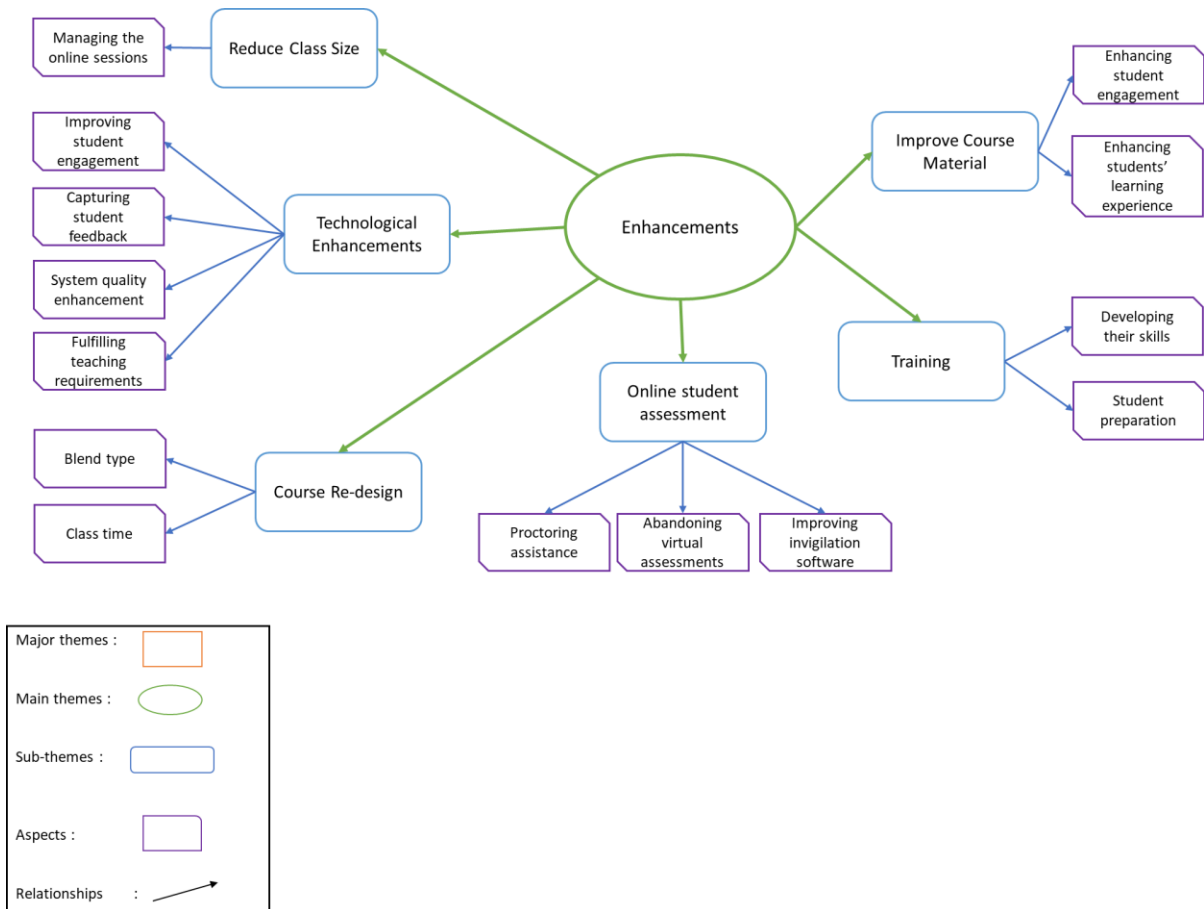 Managing the
online sessions
Reduce Class Size
Improving
student
engagement
Capturing
student
feedback
System quality
enhancement
Fulfilling
teaching
requirements
Technological
Enhancements
Enhancements
Improve Course
Material
Enhancing
student
engagement
Enhancing
students’
learning
experience
Training
Developing
their skills
Student
preparation
Online student
assessment
Proctoring
assistance
Abandoning
virtual
assessments
Improving
invigilation
software
Course Re-design
Blend type
Class time
Major themes :
Main themes :
Sub-themes :
Aspects :
Relationships :